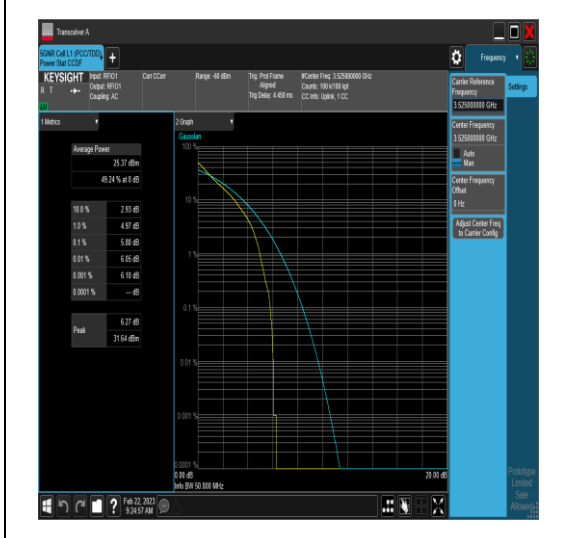 Transceiver A
5GNR Cell L1 (PCC/TDD),
Power Stat CCDF
+
Frequency
KEYSIGHT
R T
Input: RFIO1
Output: RFIO1
Coupling: AC
Corr CCorr
Range: -60 dBm
Trig: Prot Frame
Aligned
Trig Delay: 4.458 ms
#Center Freq: 3.525000000 GHz
Counts: 100 k/100 kpt
CC Info: Uplink, 1 CC
Carrier Reference
Frequency
3.525000000 GHz
Settings
Center Frequency
3.525000000 GHz
Auto
Man
Center Frequency
Offset
0 Hz
Adjust Center Freq
to Carrier Config
1 Metrics
Average Power
25.37 dBm
49.24 % at 0 dB
10.0 % 2.93 dB
1.0 % 4.57 dB
0.1 % 5.80 dB
0.01 % 6.05 dB
0.001 % 6.10 dB
0.0001 % --- dB
Peak
6.27 dB
31.64 dBm
2 Graph
Gaussian
100 %
10 %
1 %
0.1 %
0.01 %
0.001 %
0.0001 %
0.00 dB
20.00 dB
Info BW 50.000 MHz
Feb 22, 2023
9:24:57 AM
?
Prototype
Limited
Sale
Allowed